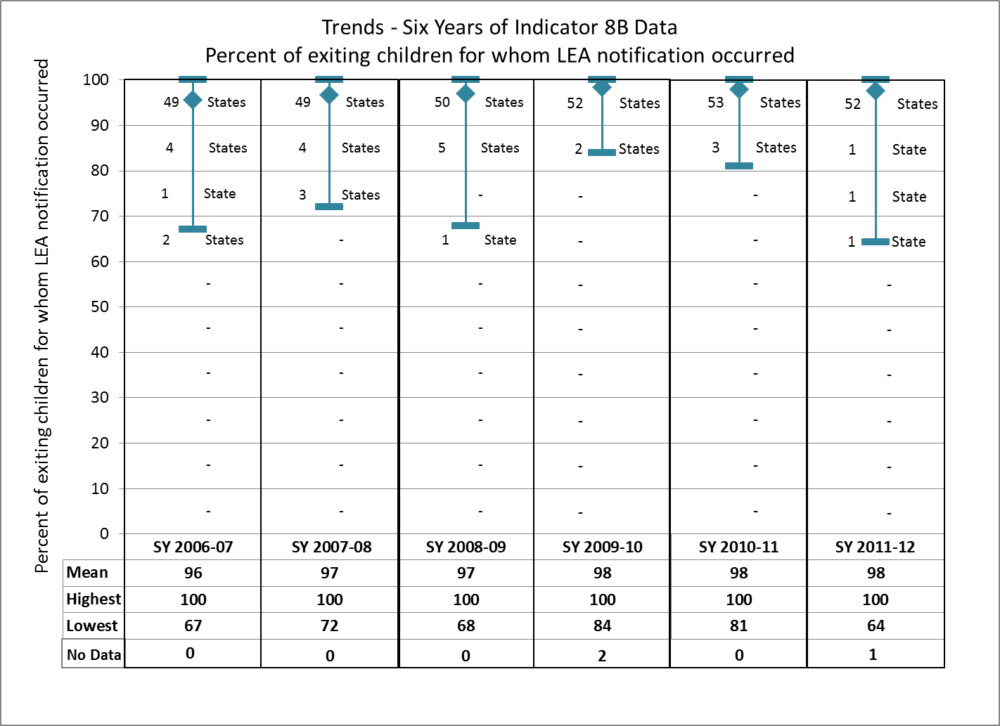 Trends - Six Years of Indicator 8B Data
Percent of exiting children for whom LEA notification occurred
Percent of exiting children for whom LEA notification occurred
100
49 States 49 States 50 States 52 States 53 States 52 States
90
4 States 4 States 5 States 2 States 3 States 1 State
80
1 State 3 States - - - 1 State
70
2 States - 1 State - - 1 State
60
- - - - - -
50
- - - - - -
40
- - - - - -
30
- - - - - -
20
- - - - - -
10
- - - - - -
0
SY 2006-07 SY 2007-08 SY 2008-09 SY 2009-10 SY 2010-11 SY 2011-12
Mean 96 97 97 98 98 98
Highest 100 100 100 100 100 100
Lowest 67 72 68 84 81 64
No Data 0 0 0 2 0 1